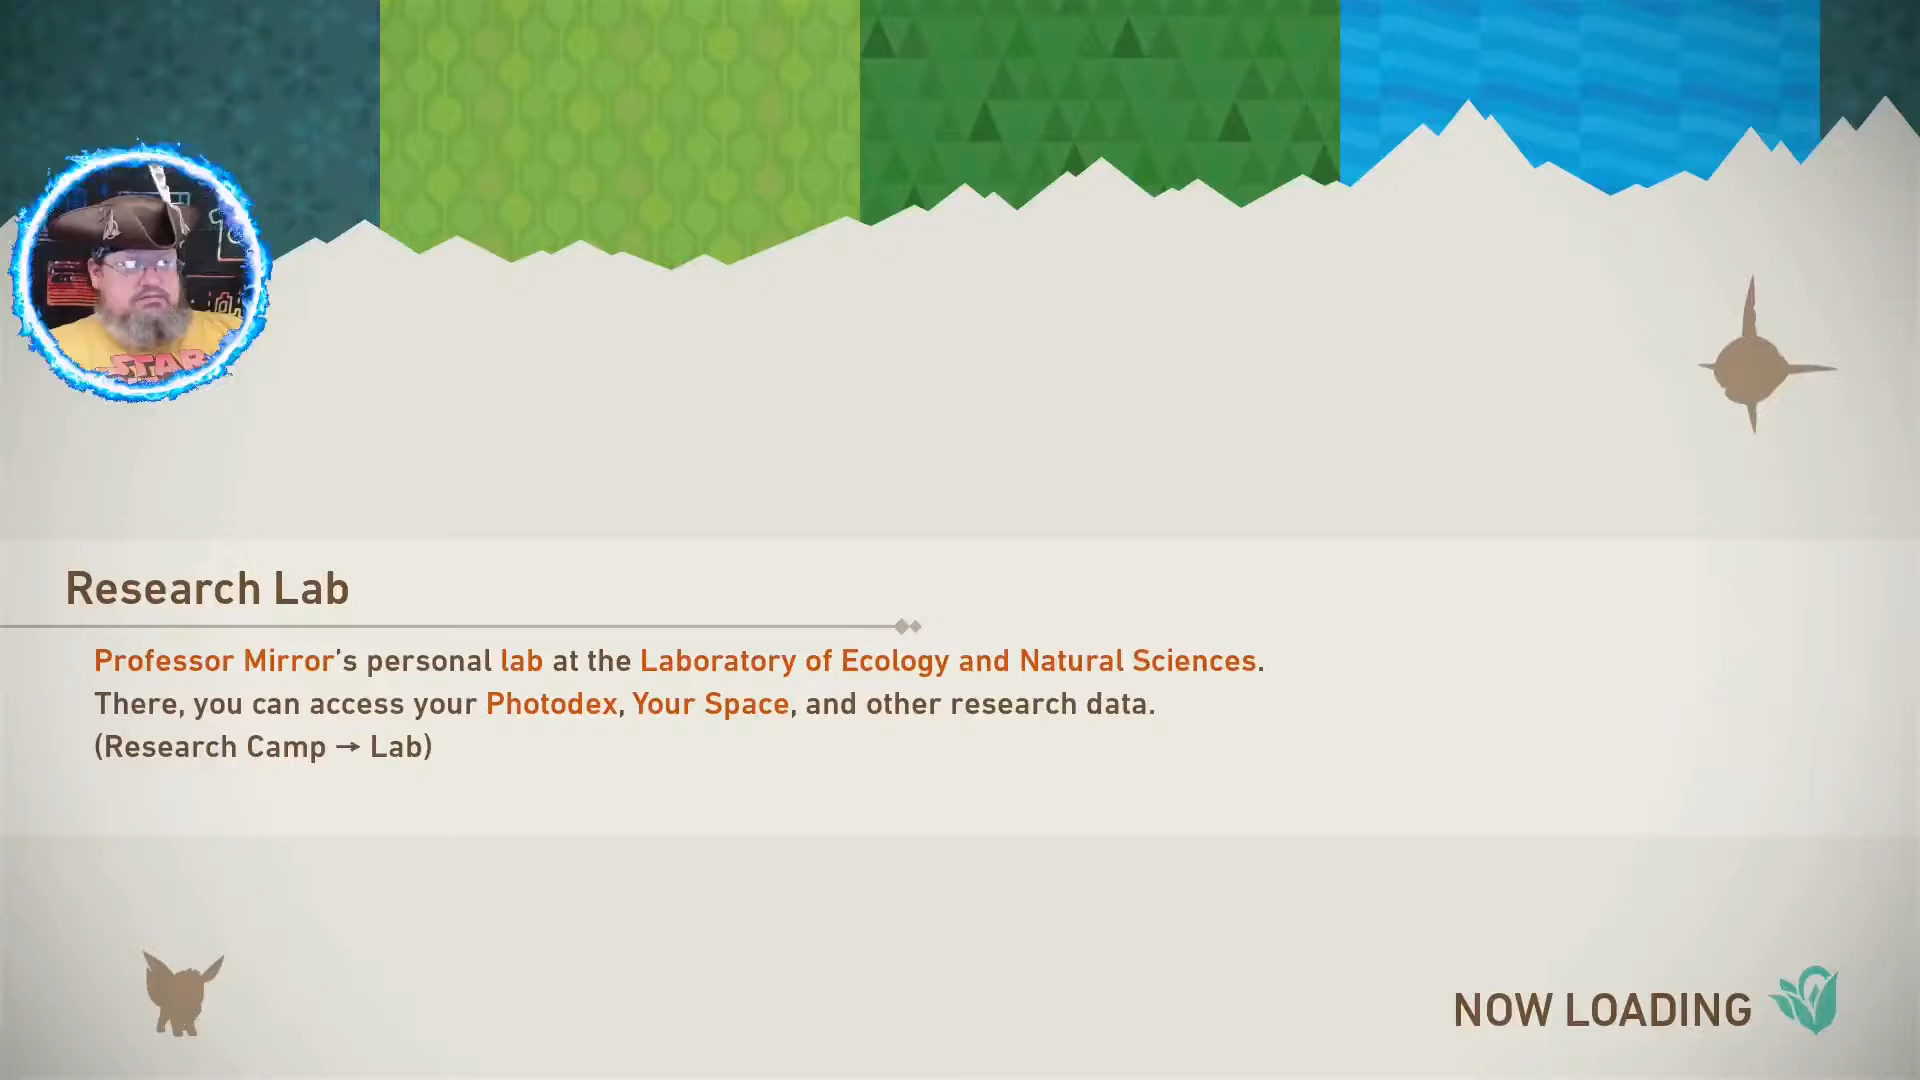 STAR
Research Lab
Professor Mirror's personal lab at the Laboratory of Ecology and Natural Sciences.
There, you can access your Photodex, Your Space, and other research data.
(Research Camp → Lab)
NOW LOADING